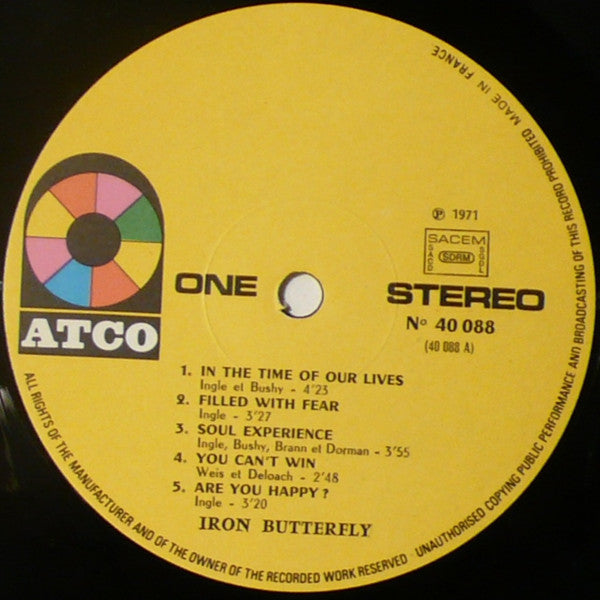 MADE IN FRANCE
℗ 1971
SACEM
SACD
SDRM
SGDL
ATCO
ONE
STEREO
Nº 40 088
(40 088 A)
1. IN THE TIME OF OUR LIVES
Ingle et Bushy - 4'23
2. FILLED WITH FEAR
Ingle - 3'27
3. SOUL EXPERIENCE
Ingle, Bushy, Brann et Dorman - 3'55
4. YOU CAN'T WIN
Weis et Deloach - 2'48
5. ARE YOU HAPPY ?
Ingle - 3'20
IRON BUTTERFLY
ALL RIGHTS OF THE MANUFACTURER AND OF THE OWNER OF THE RECORDED WORK RESERVED · UNAUTHORISED COPYING PUBLIC PERFORMANCE AND BROADCASTING OF THIS RECORD PROHIBITED